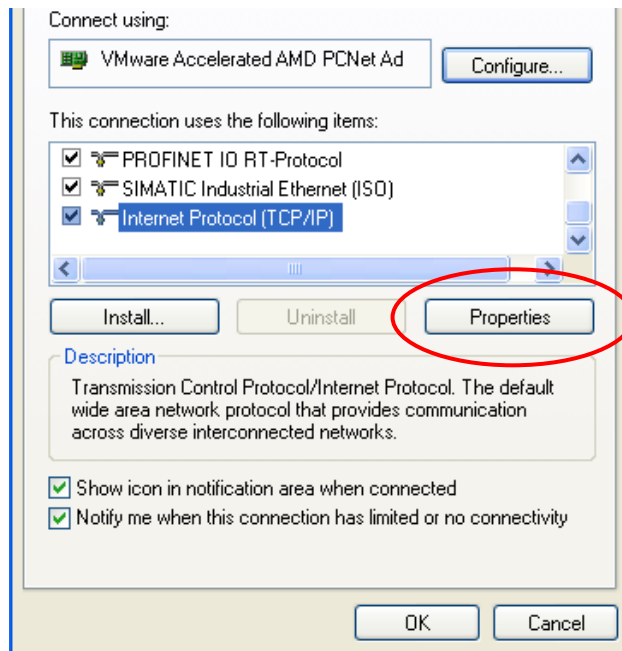 Connect using:
VMware Accelerated AMD PCNet Ad
Configure...
This connection uses the following items:
PROFINET IO RT-Protocol
SIMATIC Industrial Ethernet (ISO)
Internet Protocol (TCP/IP)
Install...
Uninstall
Properties
Description
Transmission Control Protocol/Internet Protocol. The default
wide area network protocol that provides communication
across diverse interconnected networks.
Show icon in notification area when connected
Notify me when this connection has limited or no connectivity
OK
Cancel